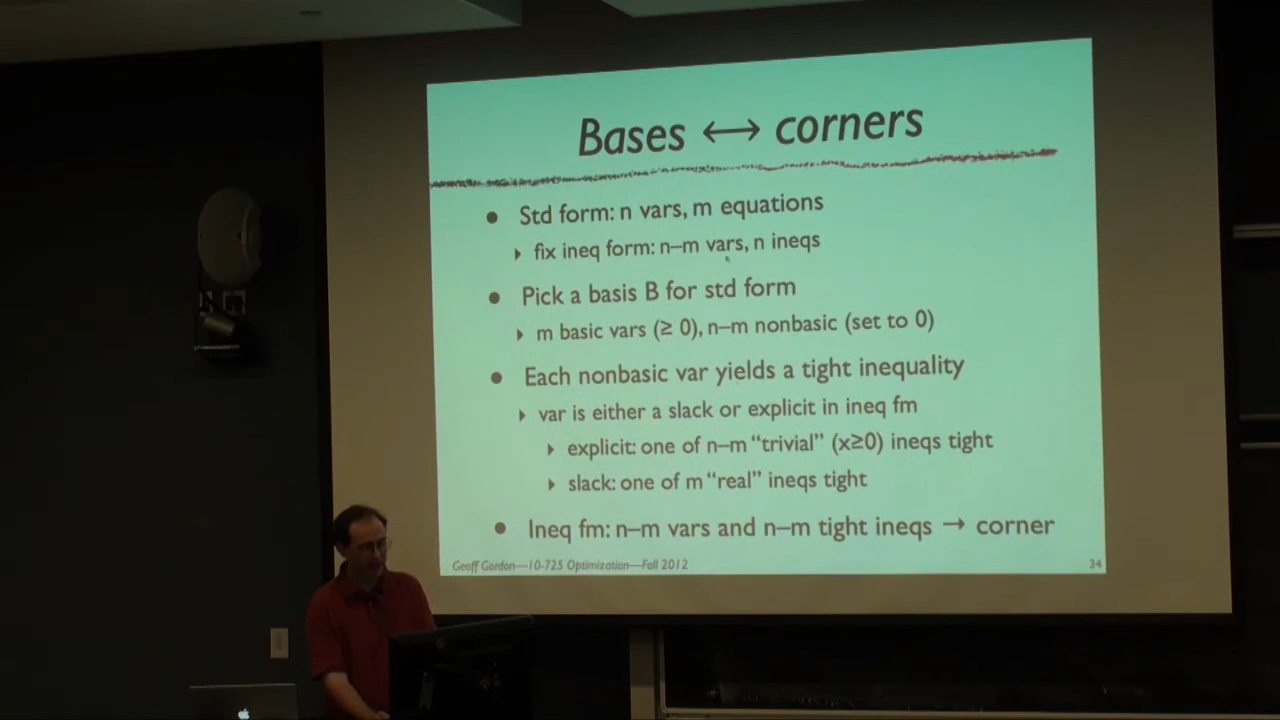 Bases ↔ corners
● Std form: n vars, m equations
▸ fix ineq form: n–m vars, n ineqs
● Pick a basis B for std form
▸ m basic vars (≥ 0), n–m nonbasic (set to 0)
● Each nonbasic var yields a tight inequality
▸ var is either a slack or explicit in ineq fm
▸ explicit: one of n–m “trivial” (x≥0) ineqs tight
▸ slack: one of m “real” ineqs tight
● Ineq fm: n–m vars and n–m tight ineqs → corner
Geoff Gordon—10-725 Optimization—Fall 2012
34